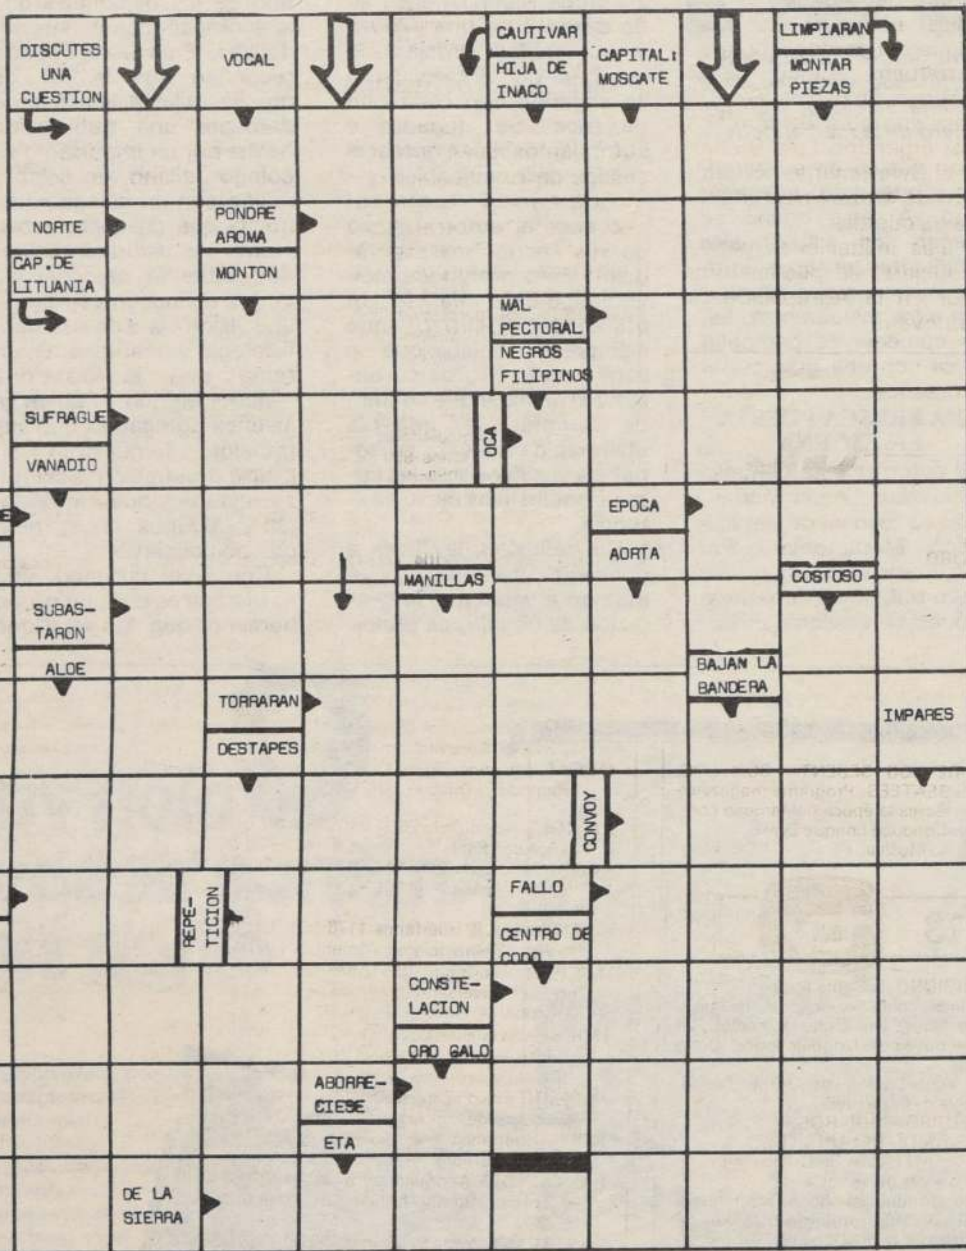 DISCUTES
UNA
CUESTION
VOCAL
CAUTIVAR
HIJA DE
INACO
CAPITAL:
MOSCATE
LIMPIARAN
MONTAR
PIEZAS
NORTE
PONDRE
AROMA
CAP.DE
LITUANIA
MONTON
MAL
PECTORAL
NEGROS
FILIPINOS
SUFRAGUE
OCA
VANADIO
EPOCA
AORTA
MANILLAS
COSTOSO
SUBAS-
TARON
ALOE
BAJAN LA
BANDERA
TORRARAN
IMPARES
DESTAPES
CONVOY
REPE-
TICION
FALLO
CENTRO DE
CODO
CONSTE-
LACION
ORO GALO
ABORRE-
CIESE
ETA
DE LA
SIERRA